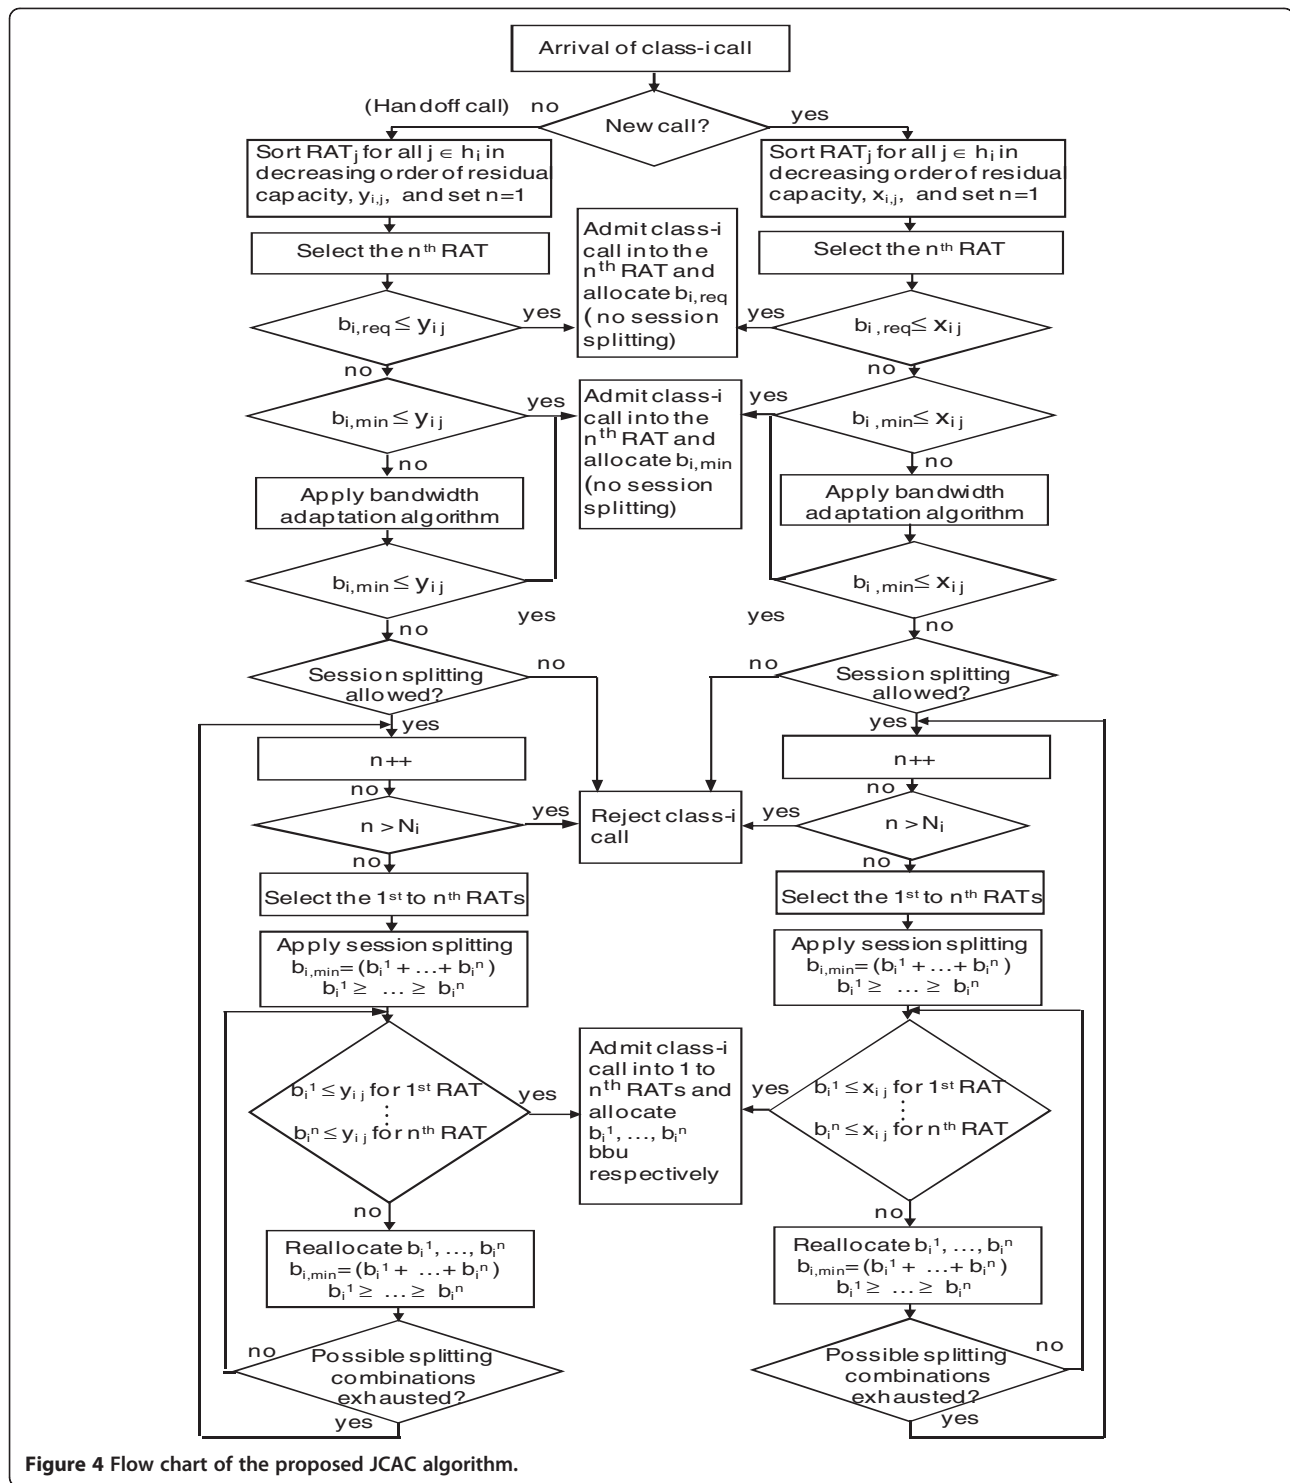 Arrival of class-i call
(Handoff call)
no
New call?
yes
Sort RATj for all j ∈ hi in
decreasing order of residual
capacity, yi,j, and set n=1
Select the nth RAT
bi,req ≤ yij
yes
no
bi,min ≤ yij
yes
no
Apply bandwidth
adaptation algorithm
bi,min ≤ yij
yes
no
Session splitting
allowed?
no
yes
n++
no
n > Ni
yes
no
Select the 1st to nth RATs
Apply session splitting
bi,min= (bi1 + ...+ bin)
bi1 ≥ ... ≥ bin
bi1 ≤ yij for 1st RAT
⋮
bin ≤ yij for nth RAT
yes
no
Reallocate bi1, ..., bin
bi,min= (bi1 + ...+ bin)
bi1 ≥ ... ≥ bin
no
Possible splitting
combinations
exhausted?
yes
Admit class-i
call into the
nth RAT and
allocate bi,req
(no session
splitting)
Admit class-i
call into the
nth RAT and
allocate bi,min
(no session
splitting)
Reject class-i
call
Admit class-i
call into 1 to
nth RATs and
allocate
bi1, ..., bin
bbu
respectively
Sort RATj for all j ∈ hi in
decreasing order of residual
capacity, xi,j, and set n=1
Select the nth RAT
yes
bi,req ≤ xij
no
yes
bi,min ≤ xij
no
Apply bandwidth
adaptation algorithm
bi,min ≤ xij
yes
no
no
Session splitting
allowed?
yes
n++
no
yes
n > Ni
no
Select the 1st to nth RATs
Apply session splitting
bi,min= (bi1 + ...+ bin)
bi1 ≥ ... ≥ bin
yes
bi1 ≤ xij for 1st RAT
⋮
bin ≤ xij for nth RAT
no
Reallocate bi1, ..., bin
bi,min= (bi1 + ...+ bin)
bi1 ≥ ... ≥ bin
no
Possible splitting
combinations
exhausted?
yes
Figure 4 Flow chart of the proposed JCAC algorithm.